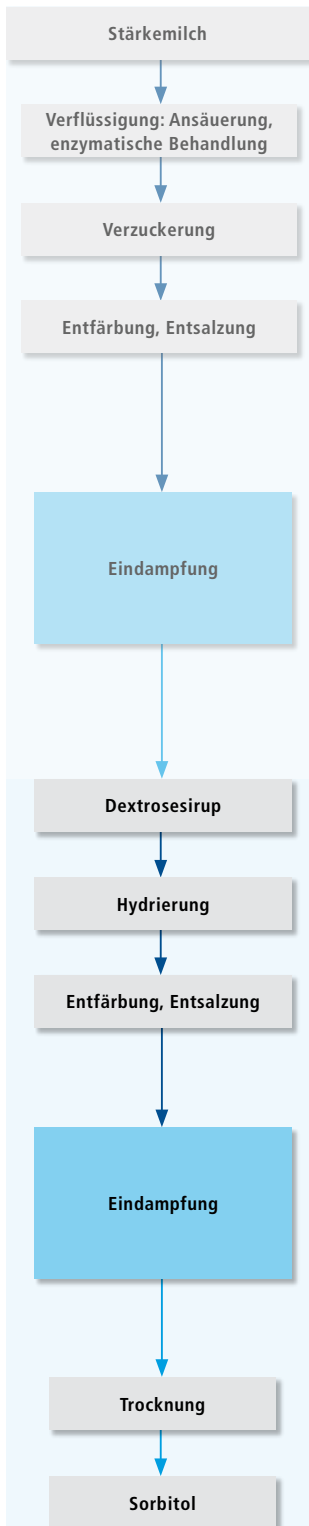 Stärkemilch
Verflüssigung: Ansäuerung,
enzymatische Behandlung
Verzuckerung
Entfärbung, Entsalzung
Eindampfung
Dextrosesirup
Hydrierung
Entfärbung, Entsalzung
Eindampfung
Trocknung
Sorbitol